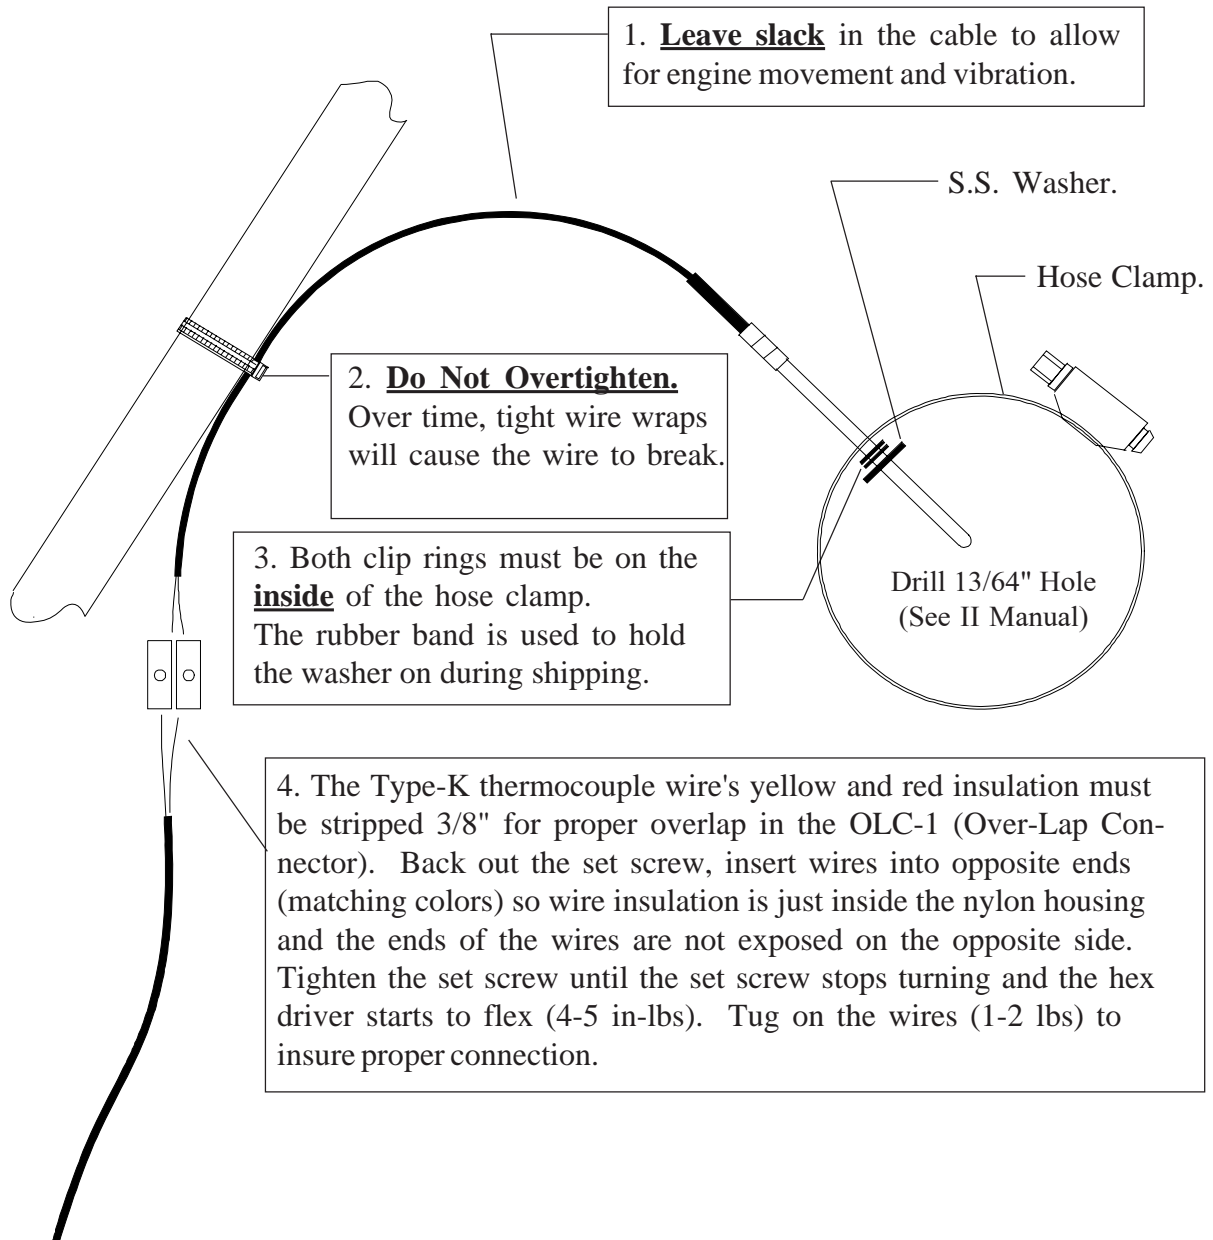 1. Leave slack in the cable to allow
for engine movement and vibration.
S.S. Washer.
Hose Clamp.
2. Do Not Overtighten.
Over time, tight wire wraps
will cause the wire to break.
3. Both clip rings must be on the
inside of the hose clamp.
The rubber band is used to hold
the washer on during shipping.
Drill 13/64" Hole
(See II Manual)
4. The Type-K thermocouple wire's yellow and red insulation must
be stripped 3/8" for proper overlap in the OLC-1 (Over-Lap Con-
nector). Back out the set screw, insert wires into opposite ends
(matching colors) so wire insulation is just inside the nylon housing
and the ends of the wires are not exposed on the opposite side.
Tighten the set screw until the set screw stops turning and the hex
driver starts to flex (4-5 in-lbs). Tug on the wires (1-2 lbs) to
insure proper connection.